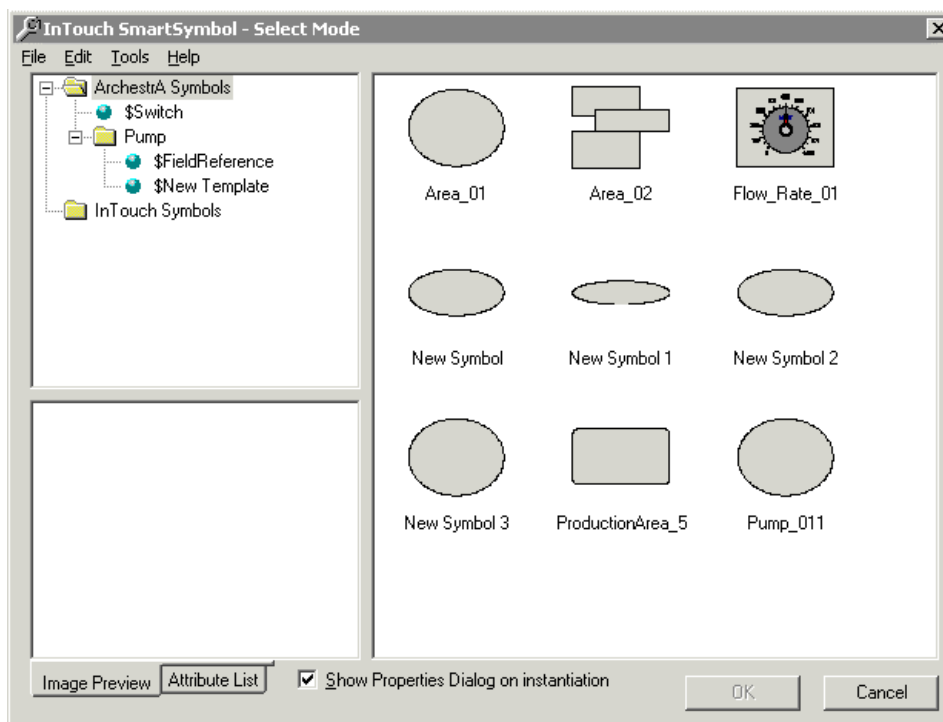 InTouch SmartSymbol - Select Mode
File Edit Tools Help
ArchestrA Symbols
$Switch
Pump
$FieldReference
$New Template
InTouch Symbols
Area_01 Area_02 Flow_Rate_01
New Symbol New Symbol 1 New Symbol 2
New Symbol 3 ProductionArea_5 Pump_011
Image Preview Attribute List Show Properties Dialog on instantiation OK Cancel